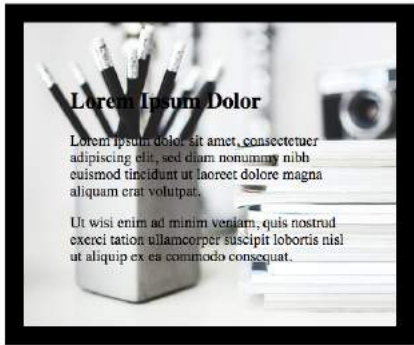 Lorem Ipsum Dolor
Lorem ipsum dolor sit amet, consectetuer
adipiscing elit, sed diam nonummy nibh
euismod tincidunt ut laoreet dolore magna
aliquam erat volutpat.
Ut wisi enim ad minim veniam, quis nostrud
exerci tation ullamcorper suscipit lobortis nisl
ut aliquip ex ea commodo consequat.